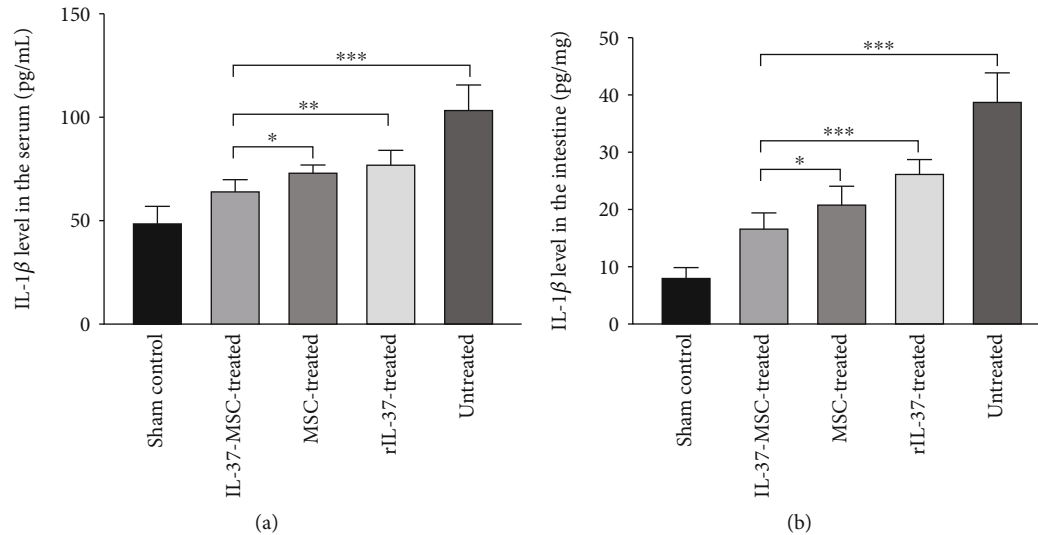 IL-1β level in the serum (pg/mL)
150
100
50
0
***
**
*
Sham control
IL-37-MSC-treated
MSC-treated
rIL-37-treated
Untreated
(a)
IL-1β level in the intestine (pg/mg)
50
40
30
20
10
0
***
***
*
Sham control
IL-37-MSC-treated
MSC-treated
rIL-37-treated
Untreated
(b)